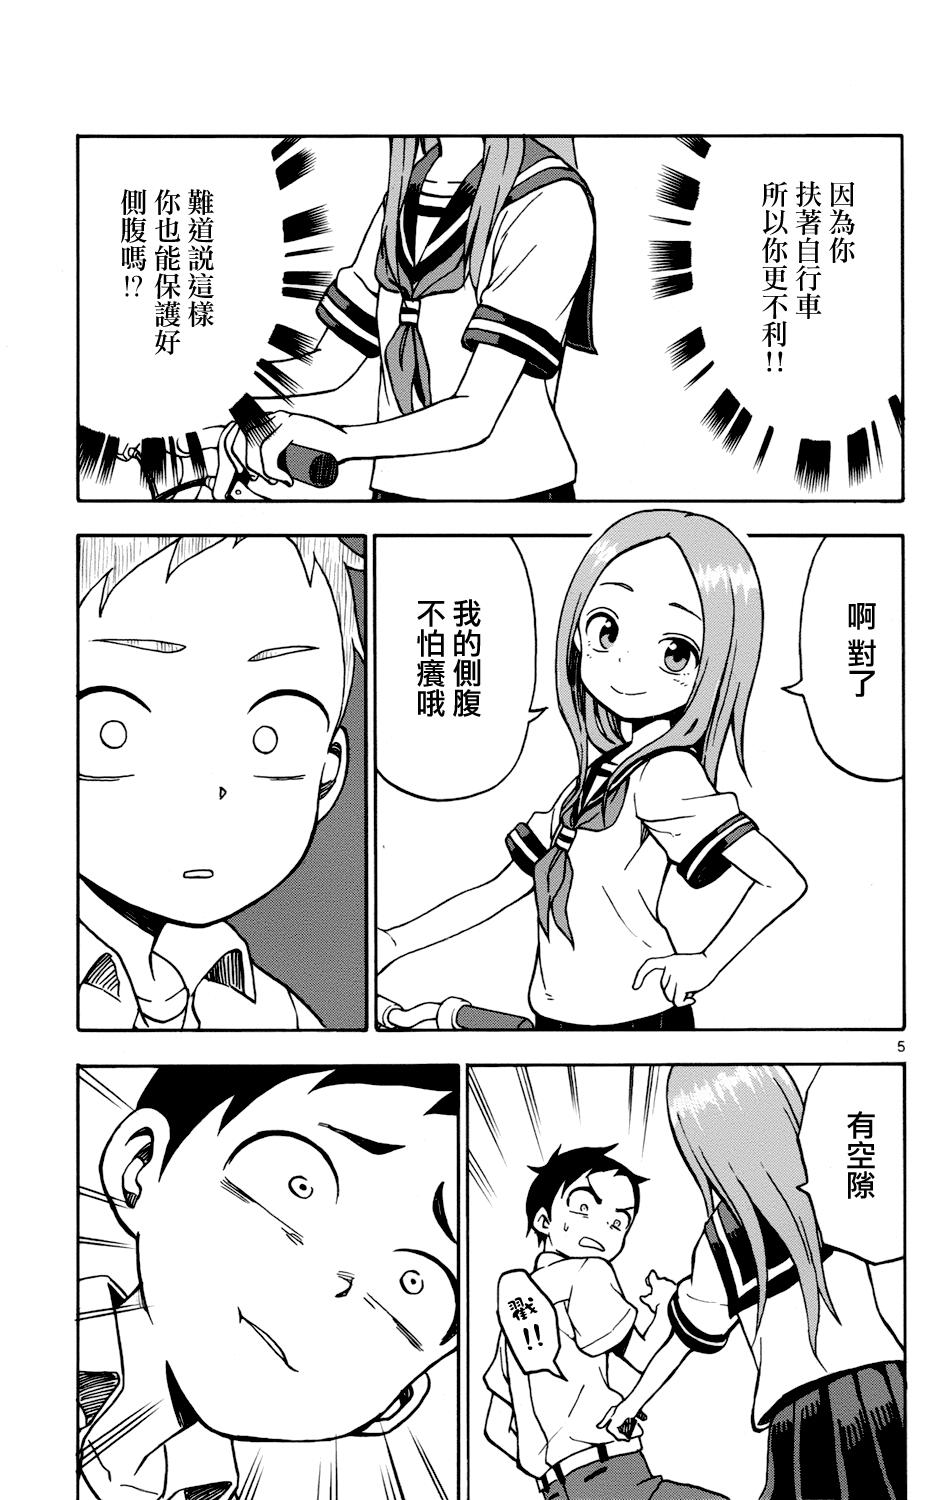 因為你
扶著自行車
所以你更不利!!
難道説這樣
你也能保護好
側腹嗎!?
啊對了
我的側腹
不怕癢哦
5
有空隙
戳!!